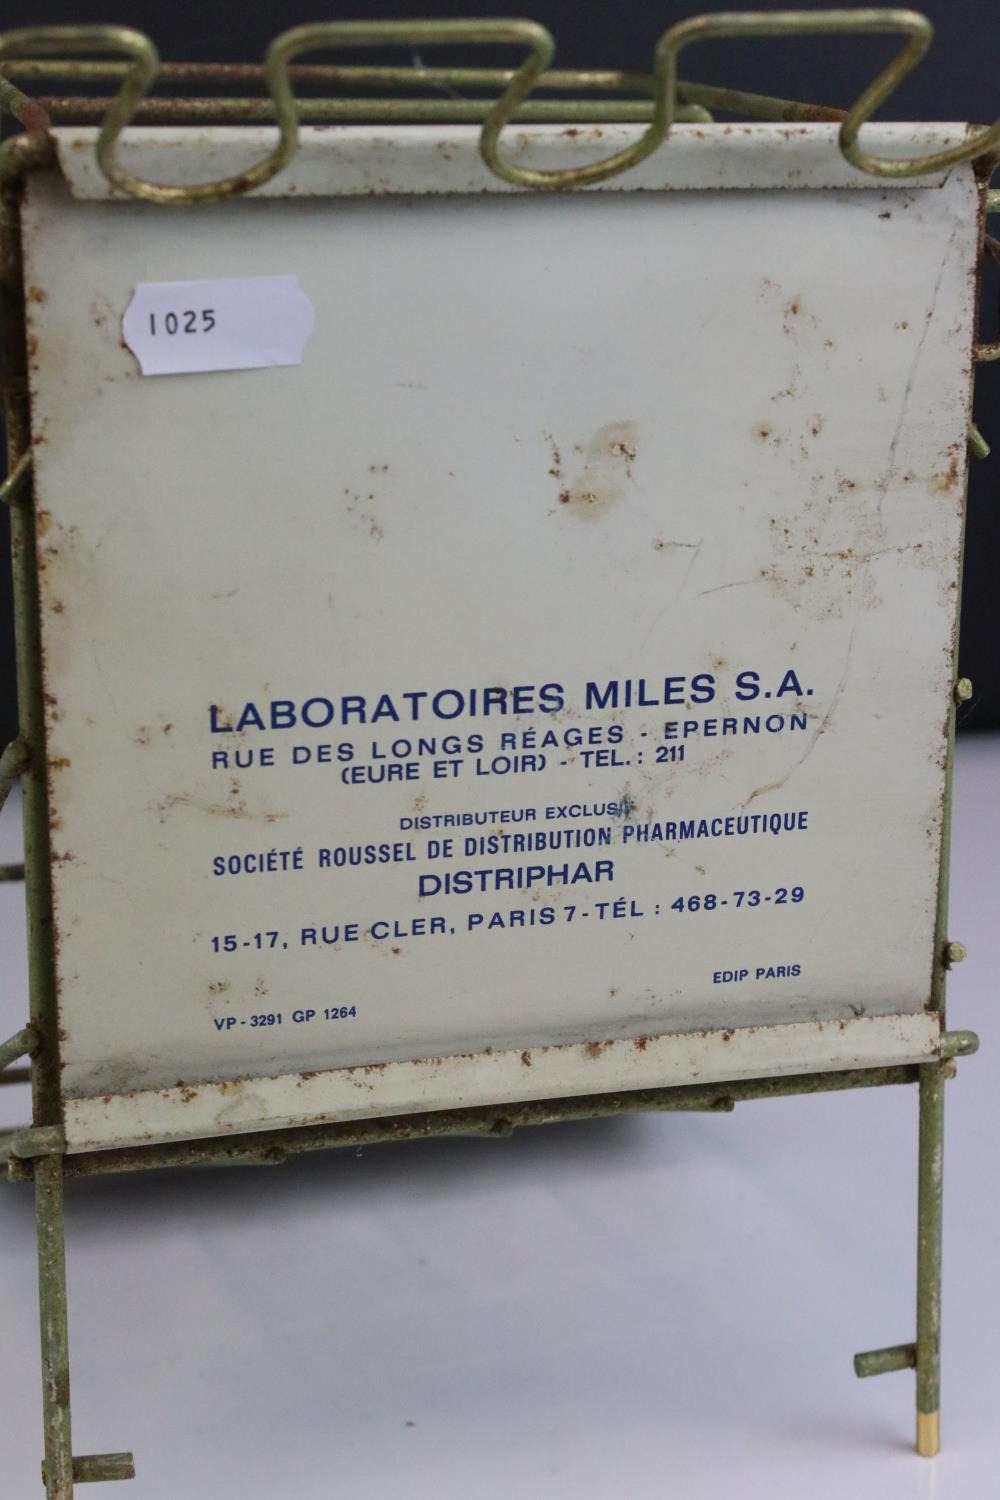 1025
LABORATOIRES MILES S.A.
RUE DES LONGS RÉAGES - EPERNON
(EURE ET LOIR) - TEL. : 211
DISTRIBUTEUR EXCLUSIF
SOCIÉTÉ ROUSSEL DE DISTRIBUTION PHARMACEUTIQUE
DISTRIPHAR
15-17, RUE CLER, PARIS 7 - TÉL : 468-73-29
EDIP PARIS
VP - 3291 GP 1264